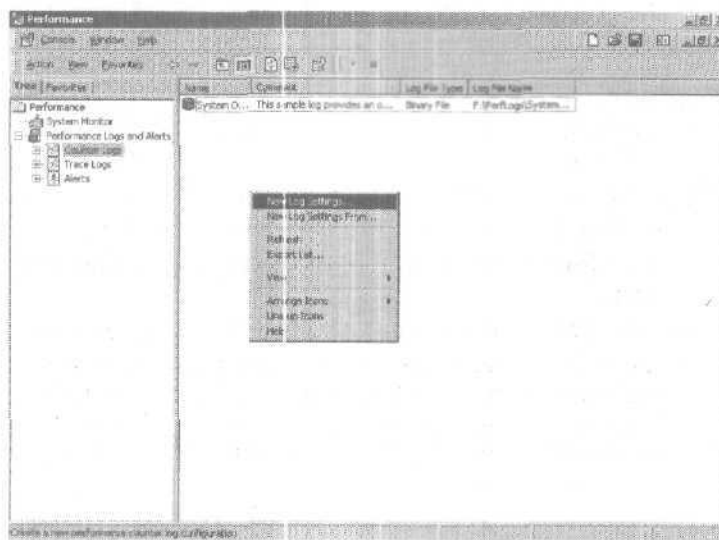 Performance
Console Window Help
Action View Favorites
Tree Favorites
Name Comment Log File Type Log File Name
Performance
System Monitor
Performance Logs and Alerts
Counter Logs
Trace Logs
Alerts
System O... This sample log provides an o... Binary File F:\PerfLogs\System...
New Log Settings...
New Log Settings From...
Refresh
Export List...
View
Arrange Icons
Line up Icons
Help
Create a new performance counter log configuration